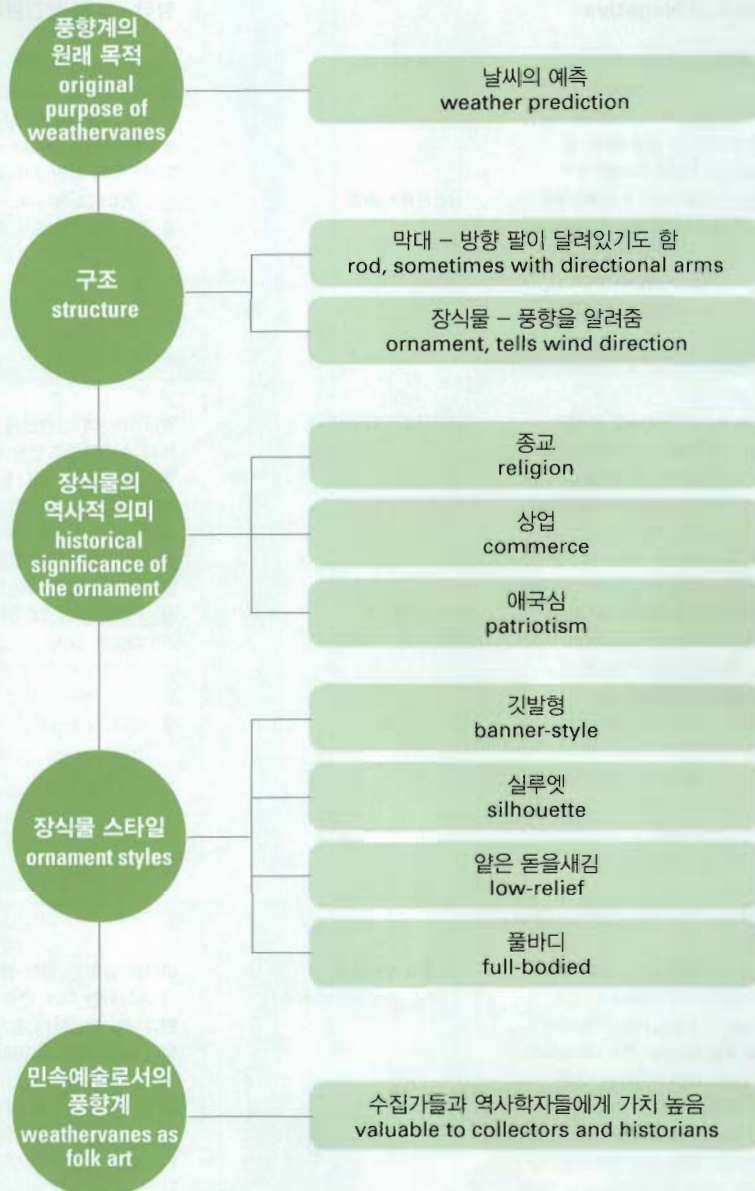 풍향계의
원래 목적
original
purpose of
weathervanes
날씨의 예측
weather prediction
구조
structure
막대 – 방향 팔이 달려있기도 함
rod, sometimes with directional arms
장식물 – 풍향을 알려줌
ornament, tells wind direction
장식물의
역사적 의미
historical
significance of
the ornament
종교
religion
상업
commerce
애국심
patriotism
장식물 스타일
ornament styles
깃발형
banner-style
실루엣
silhouette
얕은 돋을새김
low-relief
풀바디
full-bodied
민속예술로서의
풍향계
weathervanes as
folk art
수집가들과 역사학자들에게 가치 높음
valuable to collectors and historians